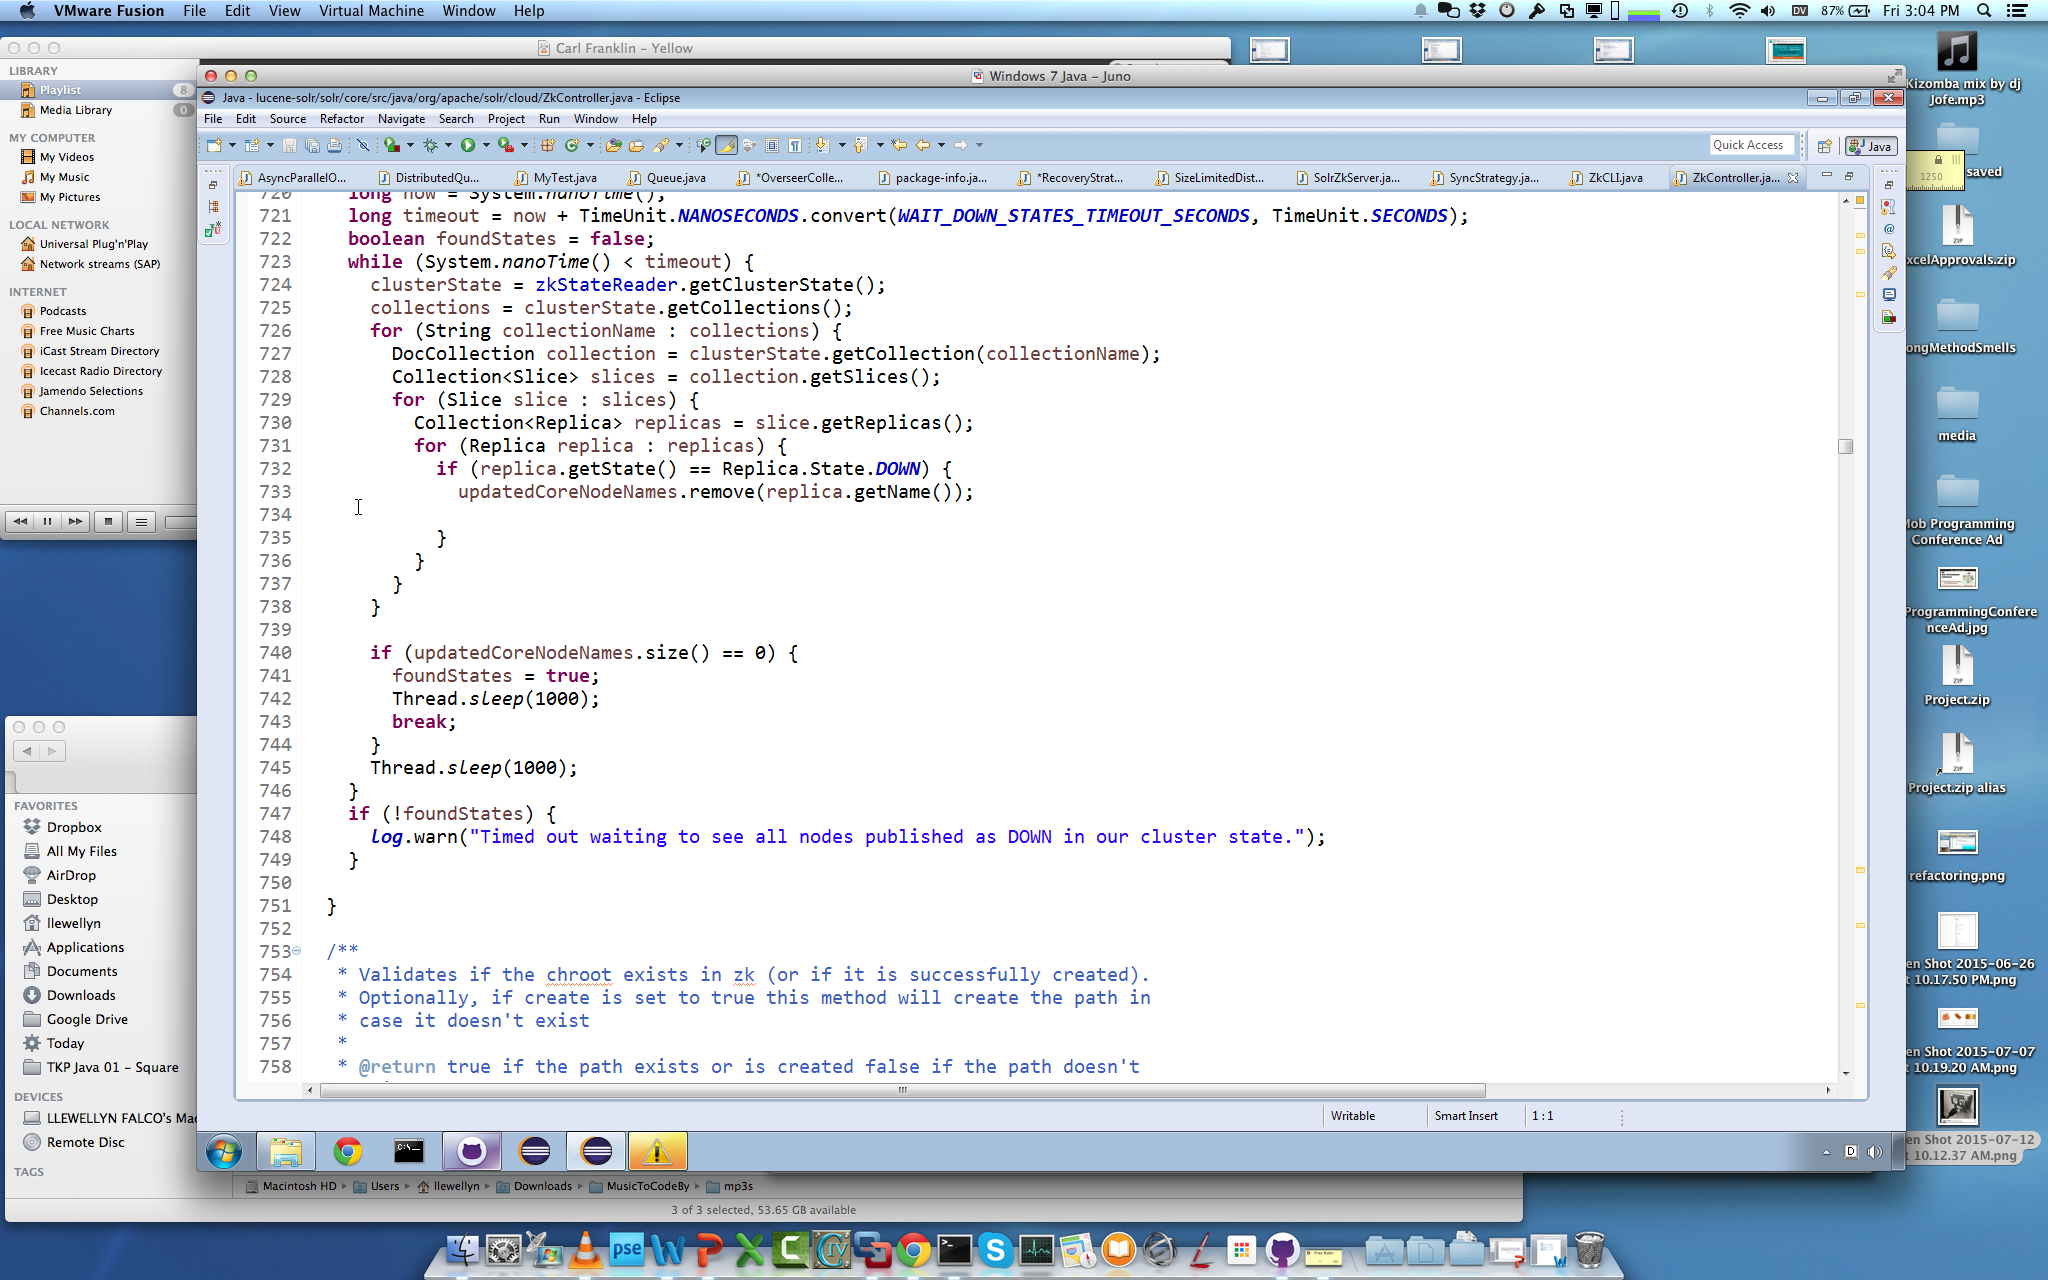 VMware Fusion File Edit View Virtual Machine Window Help
DV 87% Fri 3:04 PM
Carl Franklin – Yellow
LIBRARY
Playlist 8
Media Library 0
MY COMPUTER
My Videos
My Music
My Pictures
LOCAL NETWORK
Universal Plug'n'Play
Network streams (SAP)
INTERNET
Podcasts
Free Music Charts
iCast Stream Directory
Icecast Radio Directory
Jamendo Selections
Channels.com
Windows 7 Java – Juno
Java - lucene-solr/solr/core/src/java/org/apache/solr/cloud/ZkController.java - Eclipse
File Edit Source Refactor Navigate Search Project Run Window Help
Quick Access Java
AsyncParallelO... DistributedQu... MyTest.java Queue.java *OverseerColle... package-info.ja... *RecoveryStrat... SizeLimitedDist... SolrZkServer.ja... SyncStrategy.ja... ZkCLI.java ZkController.ja...
720 long now = System.nanoTime();
721 long timeout = now + TimeUnit.NANOSECONDS.convert(WAIT_DOWN_STATES_TIMEOUT_SECONDS, TimeUnit.SECONDS);
722 boolean foundStates = false;
723 while (System.nanoTime() < timeout) {
724 clusterState = zkStateReader.getClusterState();
725 collections = clusterState.getCollections();
726 for (String collectionName : collections) {
727 DocCollection collection = clusterState.getCollection(collectionName);
728 Collection<Slice> slices = collection.getSlices();
729 for (Slice slice : slices) {
730 Collection<Replica> replicas = slice.getReplicas();
731 for (Replica replica : replicas) {
732 if (replica.getState() == Replica.State.DOWN) {
733 updatedCoreNodeNames.remove(replica.getName());
734
735 }
736 }
737 }
738 }
739
740 if (updatedCoreNodeNames.size() == 0) {
741 foundStates = true;
742 Thread.sleep(1000);
743 break;
744 }
745 Thread.sleep(1000);
746 }
747 if (!foundStates) {
748 log.warn("Timed out waiting to see all nodes published as DOWN in our cluster state.");
749 }
750
751 }
752
753 /**
754 * Validates if the chroot exists in zk (or if it is successfully created).
755 * Optionally, if create is set to true this method will create the path in
756 * case it doesn't exist
757 *
758 * @return true if the path exists or is created false if the path doesn't
Writable Smart Insert 1 : 1
FAVORITES
Dropbox
All My Files
AirDrop
Desktop
llewellyn
Applications
Documents
Downloads
Google Drive
Today
TKP Java 01 – Square
DEVICES
LLEWELLYN FALCO's Ma
Remote Disc
TAGS
Macintosh HD Users llewellyn Downloads MusicToCodeBy mp3s
3 of 3 selected, 53.65 GB available
Kizomba mix by dj
Jofe.mp3
saved
1250
ZIP
xcelApprovals.zip
ongMethodSmells
media
Mob Programming
Conference Ad
ProgrammingConfere
nceAd.jpg
ZIP
Project.zip
ZIP
Project.zip alias
refactoring.png
en Shot 2015-06-26
t 10.17.50 PM.png
en Shot 2015-07-07
t 10.19.20 AM.png
en Shot 2015-07-12
t 10.12.37 AM.png
D
pse